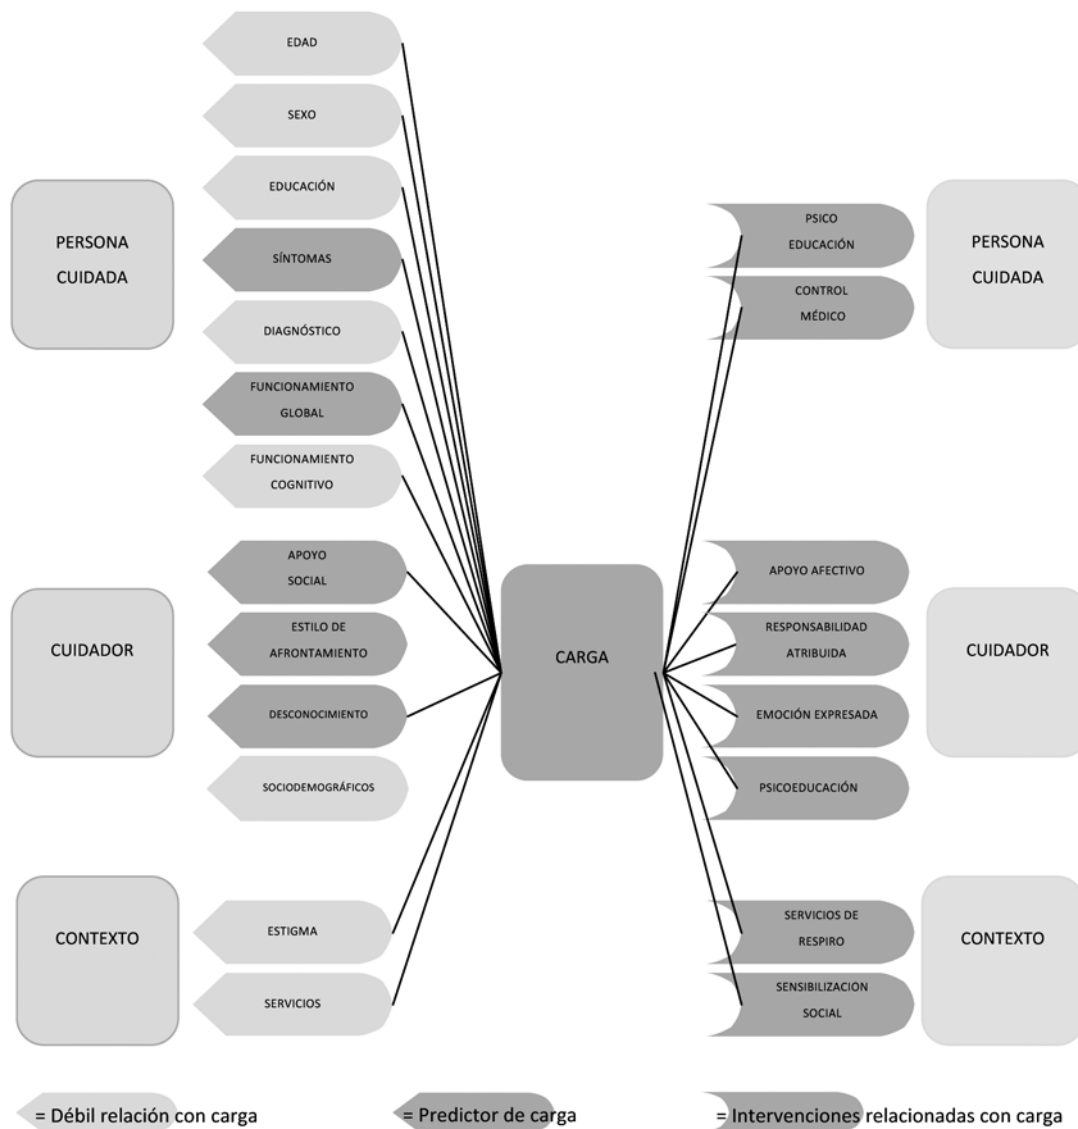 EDAD
SEXO
EDUCACIÓN
PERSONA
CUIDADA
SÍNTOMAS
DIAGNÓSTICO
FUNCIONAMIENTO
GLOBAL
FUNCIONAMIENTO
COGNITIVO
CUIDADOR
APOYO
SOCIAL
ESTILO DE
AFRONTAMIENTO
DESCONOCIMIENTO
SOCIODEMOGRÁFICOS
CONTEXTO
ESTIGMA
SERVICIOS
CARGA
PSICO
EDUCACIÓN
CONTROL
MÉDICO
PERSONA
CUIDADA
APOYO AFECTIVO
RESPONSABILIDAD
ATRIBUIDA
EMOCIÓN EXPRESADA
PSICOEDUCACIÓN
CUIDADOR
SERVICIOS DE
RESPIRO
SENSIBILIZACION
SOCIAL
CONTEXTO
= Débil relación con carga
= Predictor de carga
= Intervenciones relacionadas con carga